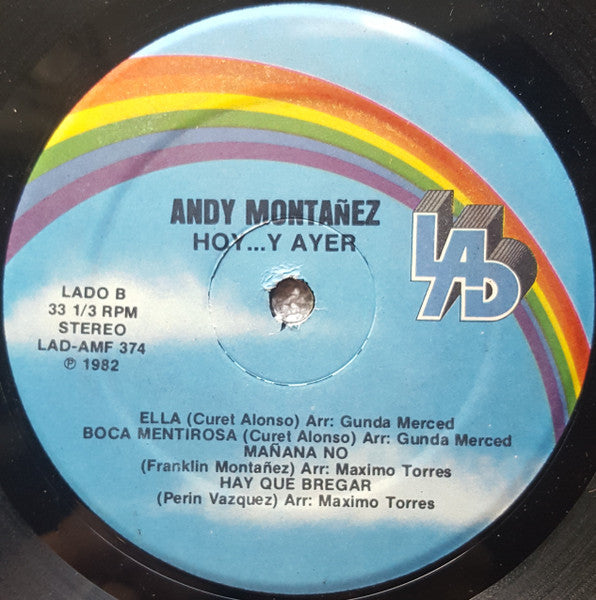 ANDY MONTAÑEZ
HOY...Y AYER
LAD
LADO B
33 1/3 RPM
STEREO
LAD-AMF 374
℗ 1982
ELLA (Curet Alonso) Arr: Gunda Merced
BOCA MENTIROSA (Curet Alonso) Arr: Gunda Merced
MAÑANA NO
(Franklin Montañez) Arr: Maximo Torres
HAY QUE BREGAR
(Perin Vazquez) Arr: Maximo Torres